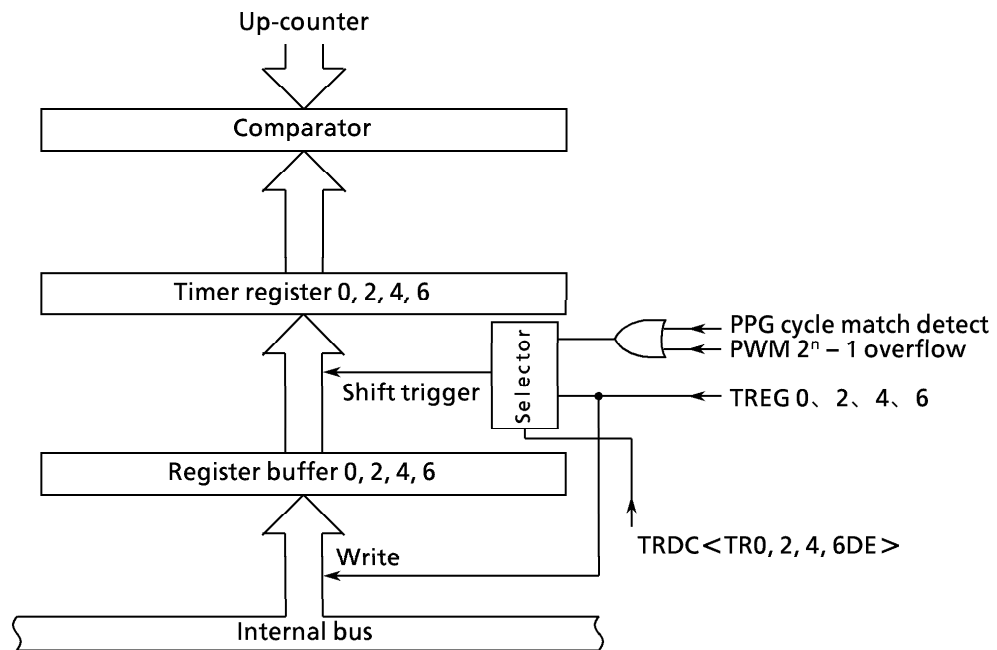 Up-counter
Comparator
Timer register 0, 2, 4, 6
PPG cycle match detect
PWM 2ⁿ – 1 overflow
Selector
Shift trigger
TREG 0、2、4、6
Register buffer 0, 2, 4, 6
TRDC<TR0, 2, 4, 6DE>
Write
Internal bus